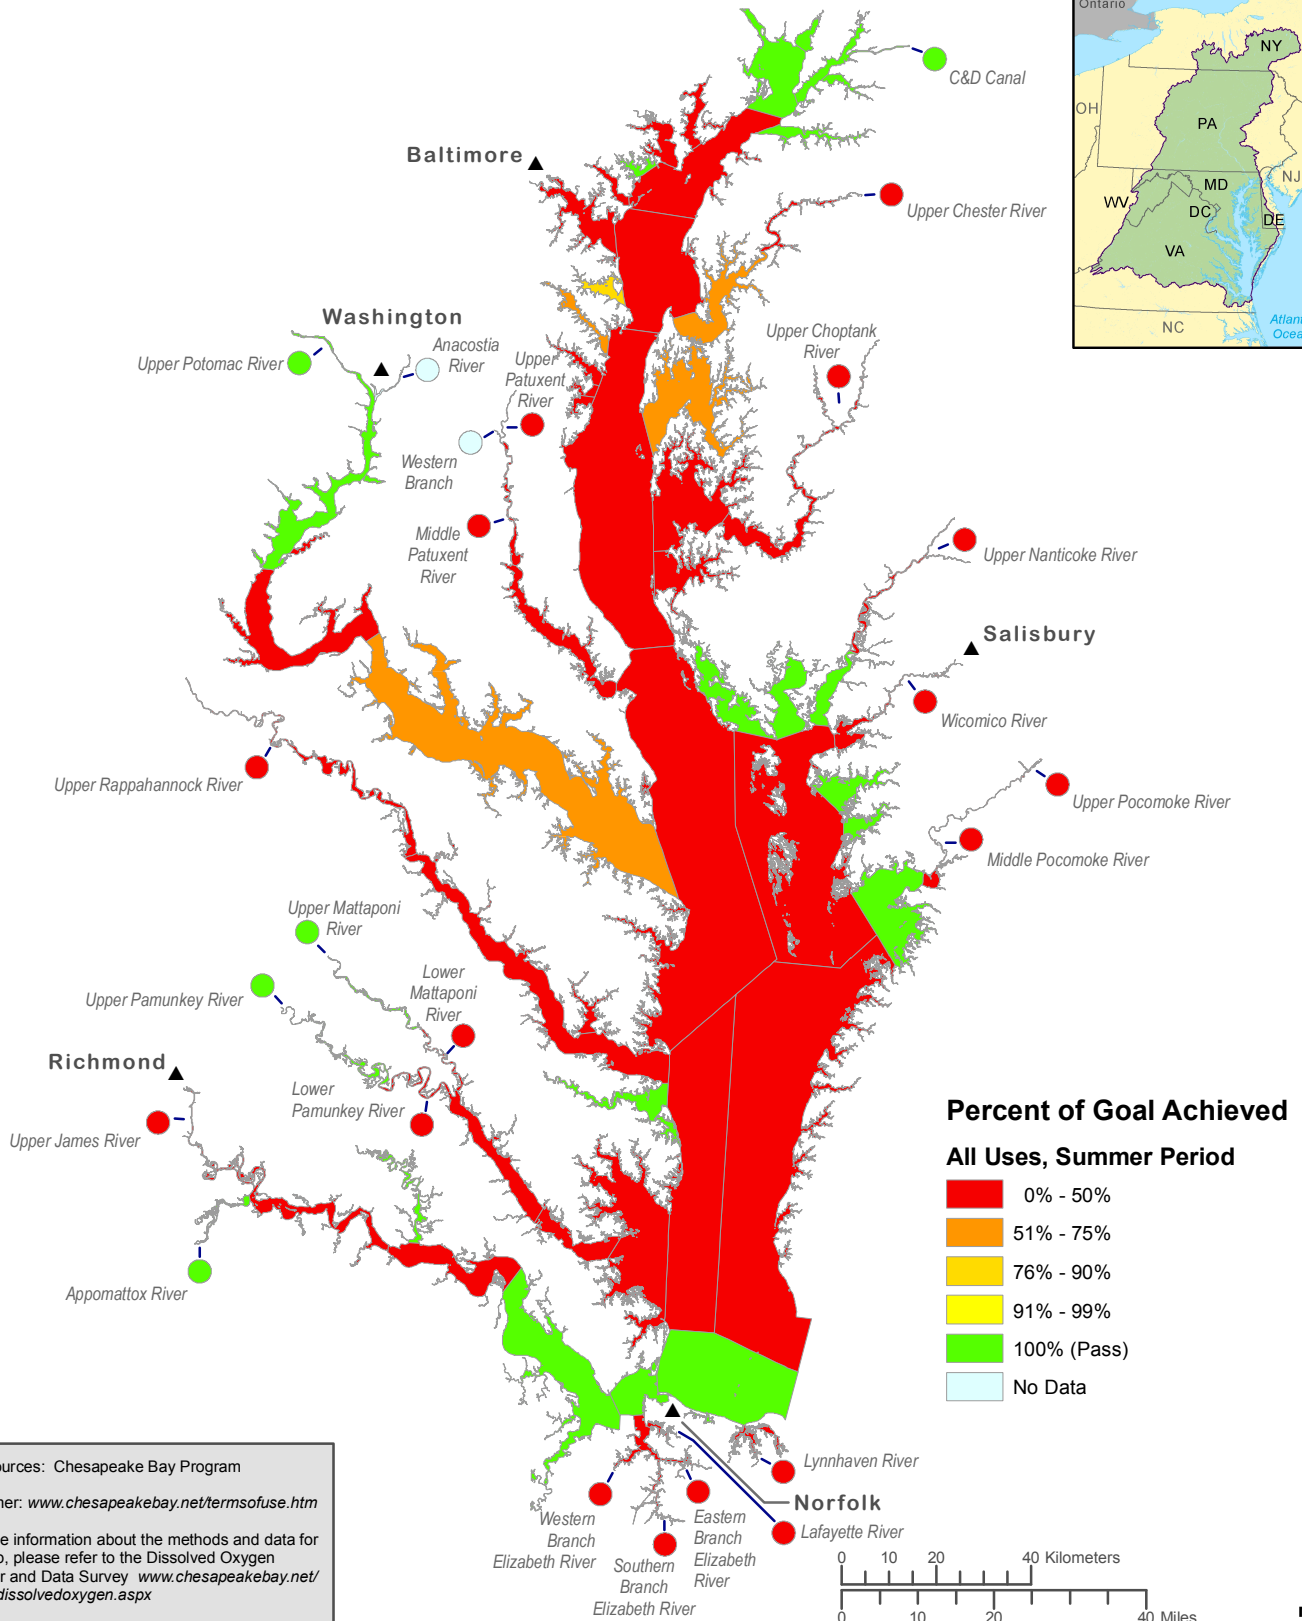 Ontario
NY
OH
PA
NJ
MD
WV
DC
DE
VA
NC
C&D Canal
Baltimore
Upper Chester River
Washington
Anacostia
River
Upper Potomac River
Upper
Patuxent
River
Upper Choptank
River
Western
Branch
Middle
Patuxent
River
Upper Nanticoke River
Salisbury
Wicomico River
Upper Rappahannock River
Upper Pocomoke River
Middle Pocomoke River
Upper Mattaponi
River
Lower
Mattaponi
River
Upper Pamunkey River
Richmond
Lower
Pamunkey River
Upper James River
Appomattox River
Percent of Goal Achieved
All Uses, Summer Period
0% - 50%
51% - 75%
76% - 90%
91% - 99%
100% (Pass)
No Data
Lynnhaven River
Norfolk
Lafayette River
Western
Branch
Elizabeth River
Southern
Branch
Elizabeth River
Eastern
Branch
Elizabeth
River
urces: Chesapeake Bay Program
ner: www.chesapeakebay.net/termsofuse.htm
e information about the methods and data for
o, please refer to the Dissolved Oxygen
r and Data Survey www.chesapeakebay.net/
dissolvedoxygen.aspx
0 10 20 40 Kilometers
0 10 20 40 Miles